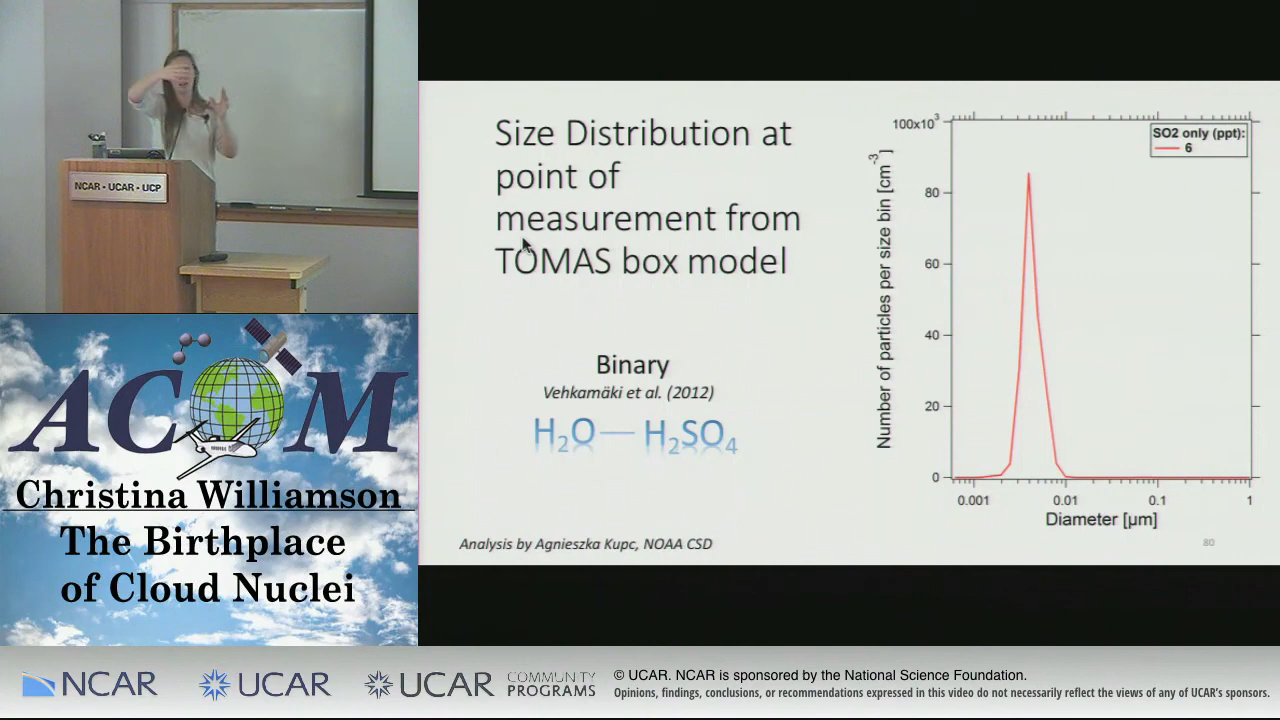 NCAR • UCAR • UCP
ACOM
Christina Williamson
The Birthplace
of Cloud Nuclei
Size Distribution at
point of
measurement from
TOMAS box model
Binary
Vehkamäki et al. (2012)
H₂O — H₂SO₄
Analysis by Agnieszka Kupc, NOAA CSD
SO2 only (ppt):
6
Number of particles per size bin [cm⁻³]
100x10³
80
60
40
20
0
0.001 0.01 0.1 1
Diameter [µm]
80
NCAR UCAR UCAR COMMUNITY PROGRAMS
© UCAR. NCAR is sponsored by the National Science Foundation.
Opinions, findings, conclusions, or recommendations expressed in this video do not necessarily reflect the views of any of UCAR's sponsors.